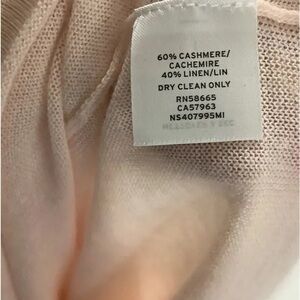 60% CASHMERE/
CACHEMIRE
40% LINEN/LIN
DRY CLEAN ONLY
RN58665
CA57963
NS407995MI